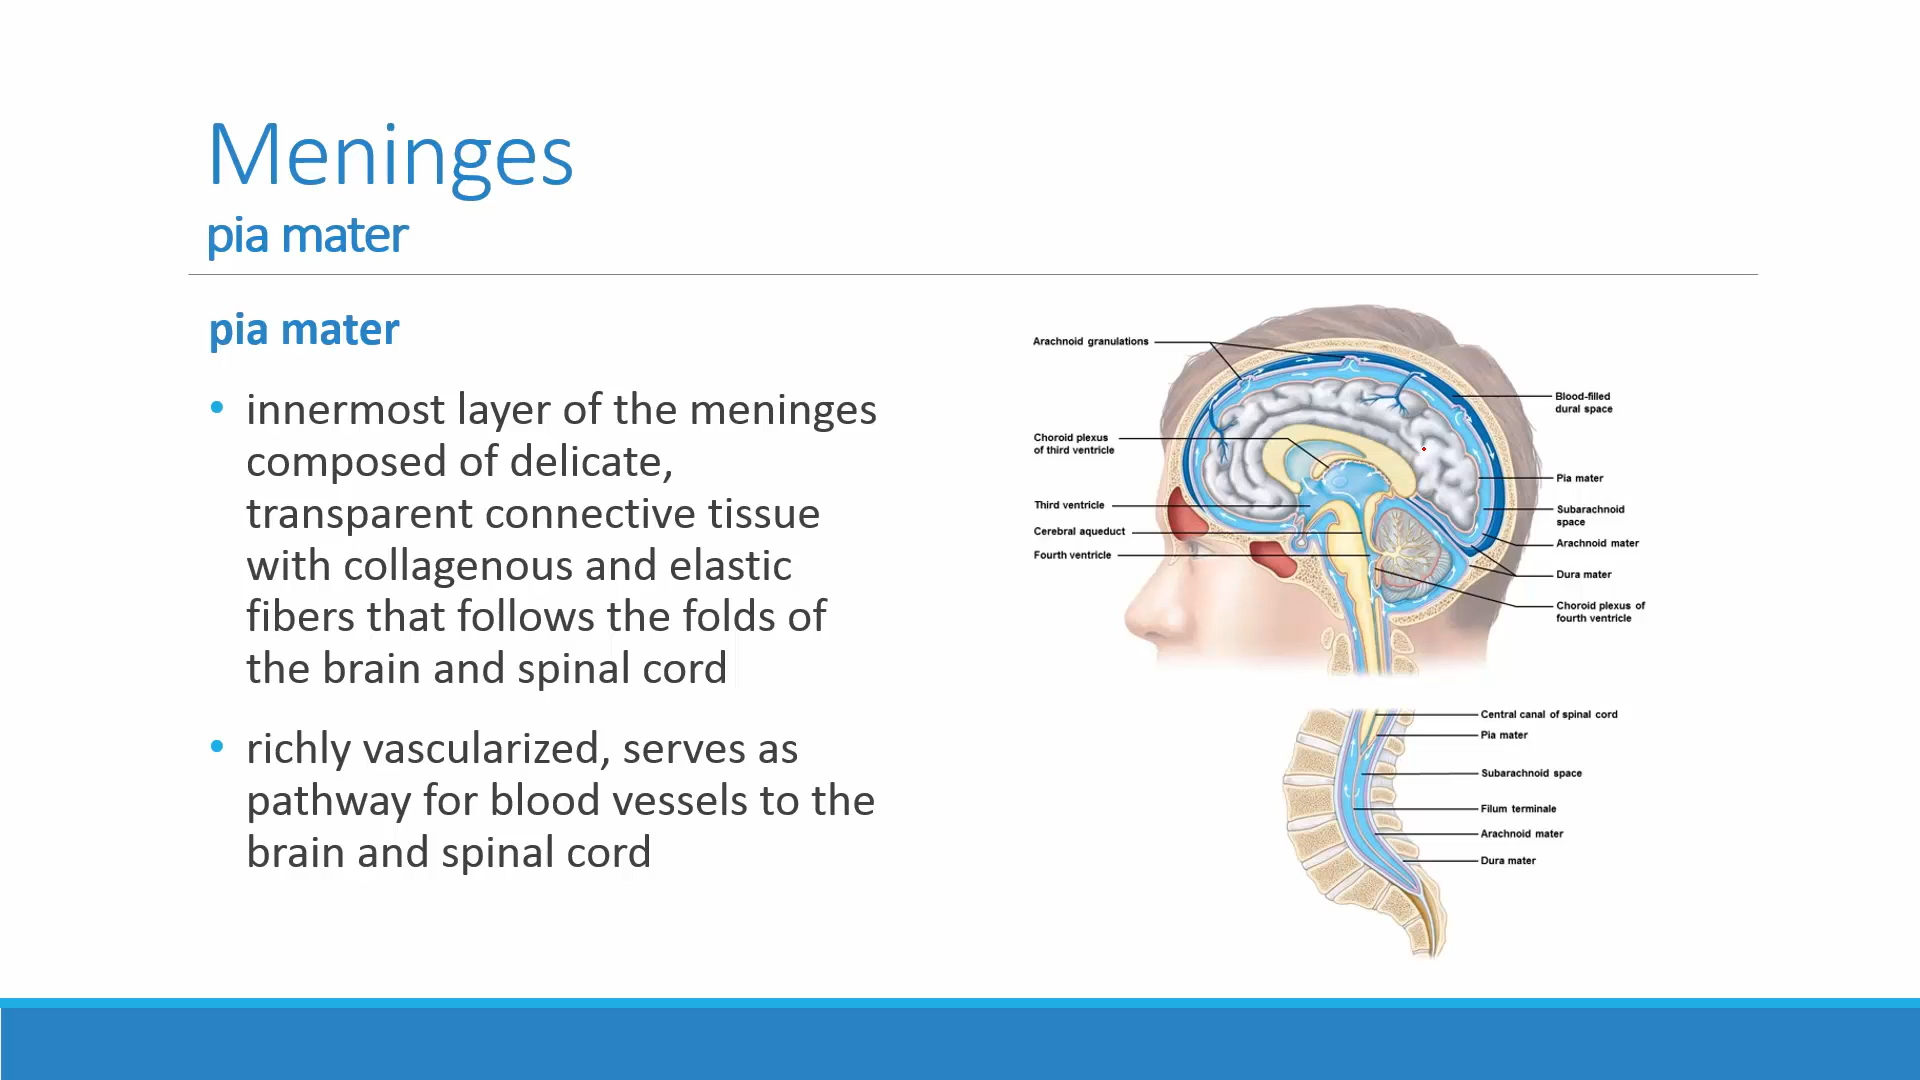 Meninges
pia mater
pia mater
• innermost layer of the meninges
composed of delicate,
transparent connective tissue
with collagenous and elastic
fibers that follows the folds of
the brain and spinal cord
• richly vascularized, serves as
pathway for blood vessels to the
brain and spinal cord
Arachnoid granulations
Choroid plexus
of third ventricle
Third ventricle
Cerebral aqueduct
Fourth ventricle
Blood-filled
dural space
Pia mater
Subarachnoid
space
Arachnoid mater
Dura mater
Choroid plexus of
fourth ventricle
Central canal of spinal cord
Pia mater
Subarachnoid space
Filum terminale
Arachnoid mater
Dura mater